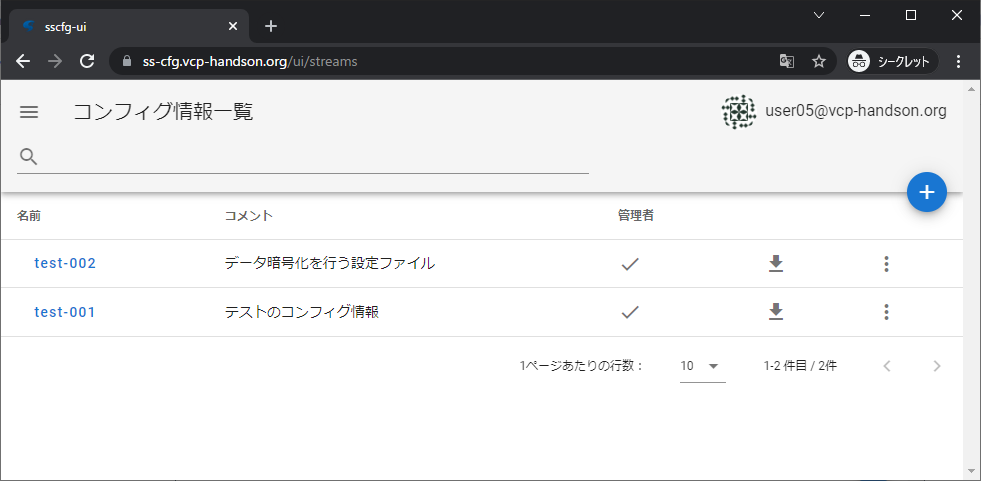 sscfg-ui
ss-cfg.vcp-handson.org/ui/streams
シークレット
コンフィグ情報一覧
user05@vcp-handson.org
名前 コメント 管理者
test-002 データ暗号化を行う設定ファイル
test-001 テストのコンフィグ情報
1ページあたりの行数： 10 1-2 件目 / 2件